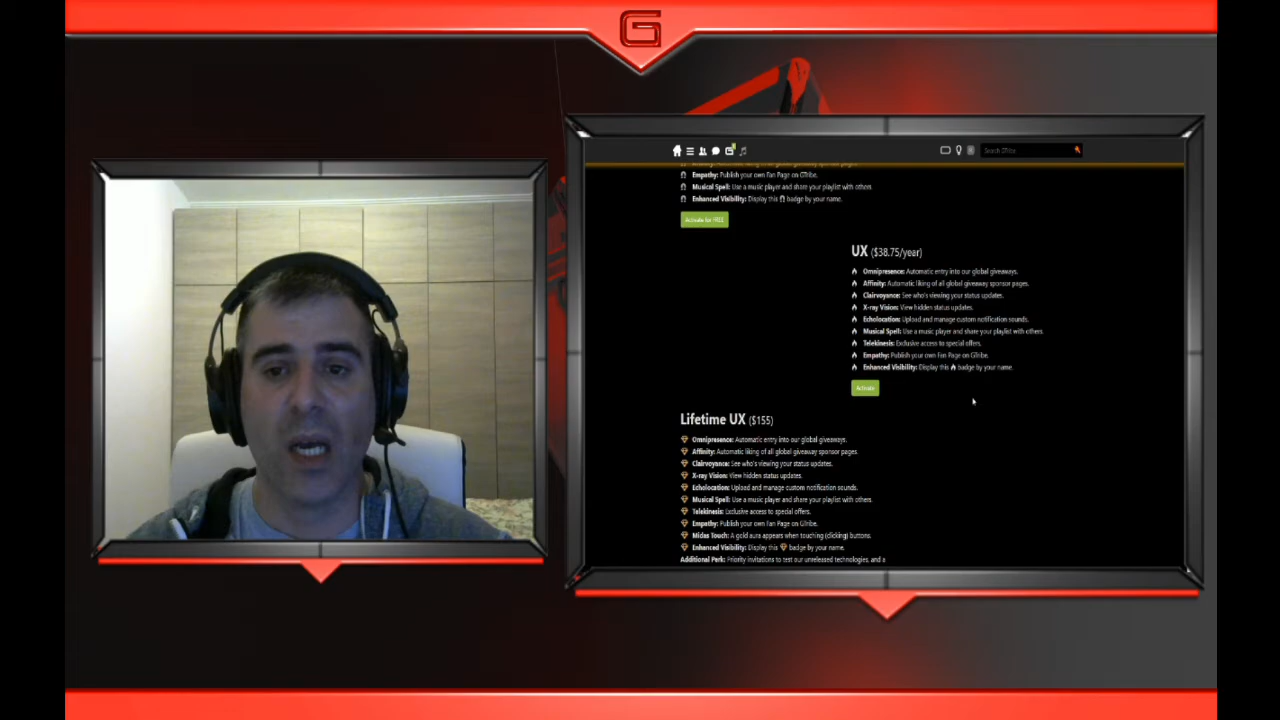 G
Search GTribe
Empathy: Publish your own Fan Page on GTribe.
Musical Spell: Use a music player and share your playlist with others.
Enhanced Visibility: Display this badge by your name.
Activate for FREE
UX ($38.75/year)
Omnipresence: Automatic entry into our global giveaways.
Affinity: Automatic liking of all global giveaway sponsor pages.
Clairvoyance: See who's viewing your status updates.
X-ray Vision: View hidden status updates.
Echolocation: Upload and manage custom notification sounds.
Musical Spell: Use a music player and share your playlist with others.
Telekinesis: Exclusive access to special offers.
Empathy: Publish your own Fan Page on GTribe.
Enhanced Visibility: Display this badge by your name.
Activate
Lifetime UX ($155)
Omnipresence: Automatic entry into our global giveaways.
Affinity: Automatic liking of all global giveaway sponsor pages.
Clairvoyance: See who's viewing your status updates.
X-ray Vision: View hidden status updates.
Echolocation: Upload and manage custom notification sounds.
Musical Spell: Use a music player and share your playlist with others.
Telekinesis: Exclusive access to special offers.
Empathy: Publish your own Fan Page on GTribe.
Midas Touch: A gold aura appears when touching (clicking) buttons.
Enhanced Visibility: Display this badge by your name.
Additional Perk: Priority invitations to test our unreleased technologies, and a